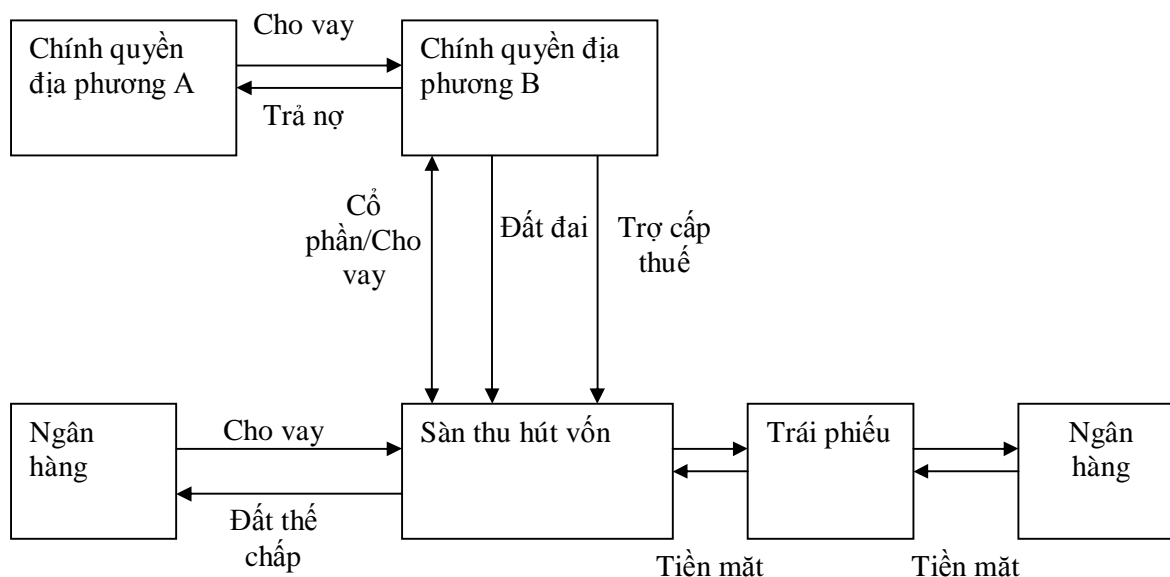 Cho vay
Chính quyền
địa phương A
Chính quyền địa
phương B
Trả nợ
Cổ
phần/Cho
vay
Đất đai
Trợ cấp
thuế
Ngân
hàng
Cho vay
Sàn thu hút vốn
Trái phiếu
Ngân
hàng
Đất thế
chấp
Tiền măt
Tiền măt